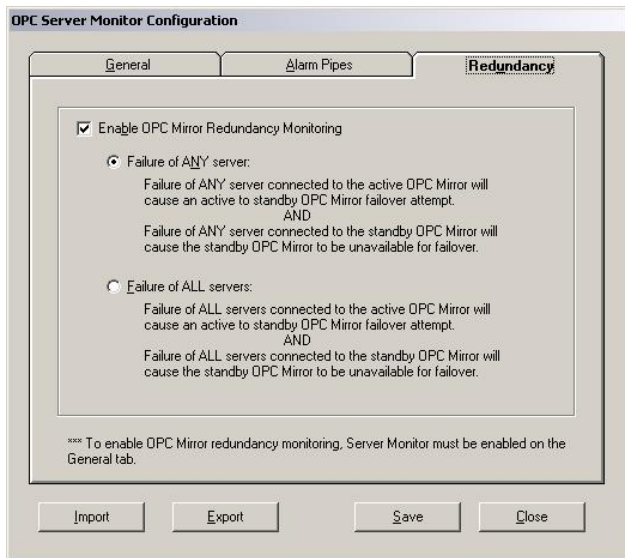 OPC Server Monitor Configuration
General
Alarm Pipes
Redundancy
Enable OPC Mirror Redundancy Monitoring
Failure of ANY server:
Failure of ANY server connected to the active OPC Mirror will
cause an active to standby OPC Mirror failover attempt.
AND
Failure of ANY server connected to the standby OPC Mirror will
cause the standby OPC Mirror to be unavailable for failover.
Failure of ALL servers:
Failure of ALL servers connected to the active OPC Mirror will
cause an active to standby OPC Mirror failover attempt.
AND
Failure of ALL servers connected to the standby OPC Mirror will
cause the standby OPC Mirror to be unavailable for failover.
*** To enable OPC Mirror redundancy monitoring, Server Monitor must be enabled on the
General tab.
Import
Export
Save
Close